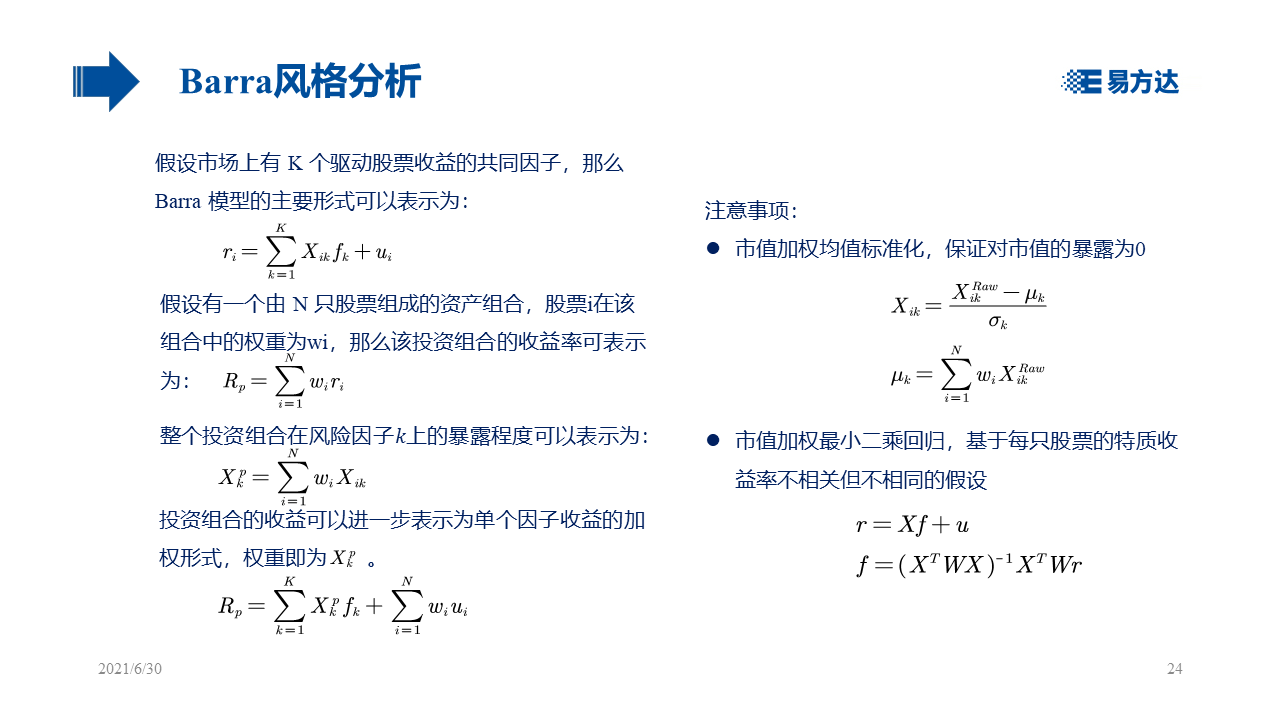 Barra风格分析
易方达
假设市场上有 K 个驱动股票收益的共同因子，那么
Barra 模型的主要形式可以表示为：
r_i = \sum_{k=1}^{K} X_{ik} f_k + u_i
假设有一个由 N 只股票组成的资产组合，股票i在该
组合中的权重为wi，那么该投资组合的收益率可表示
为： R_p = \sum_{i=1}^{N} w_i r_i
整个投资组合在风险因子k上的暴露程度可以表示为：
X_k^p = \sum_{i=1}^{N} w_i X_{ik}
投资组合的收益可以进一步表示为单个因子收益的加
权形式，权重即为 X_k^p 。
R_p = \sum_{k=1}^{K} X_k^p f_k + \sum_{i=1}^{N} w_i u_i
注意事项：
● 市值加权均值标准化，保证对市值的暴露为0
X_{ik} = \frac{X_{ik}^{Raw} - \mu_k}{\sigma_k}
\mu_k = \sum_{i=1}^{N} w_i X_{ik}^{Raw}
● 市值加权最小二乘回归，基于每只股票的特质收
益率不相关但不相同的假设
r = Xf + u
f = (X^T W X)^{-1} X^T W r
2021/6/30
24